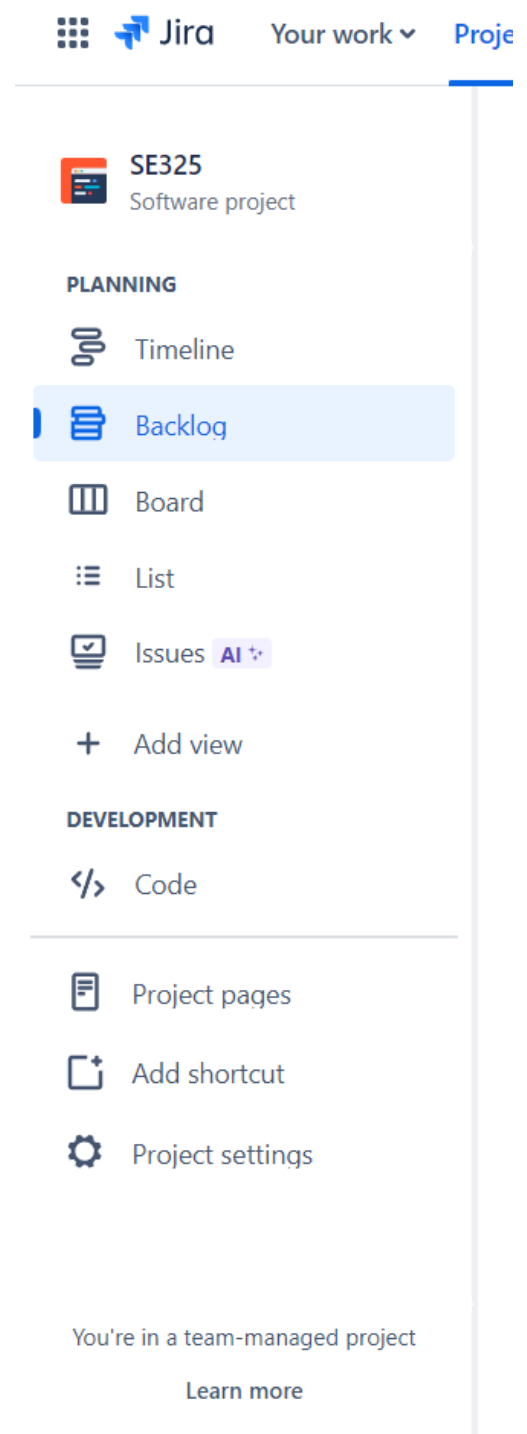 Jira Your work Proje
SE325
Software project
PLANNING
Timeline
Backlog
Board
List
Issues AI
Add view
DEVELOPMENT
Code
Project pages
Add shortcut
Project settings
You're in a team-managed project
Learn more